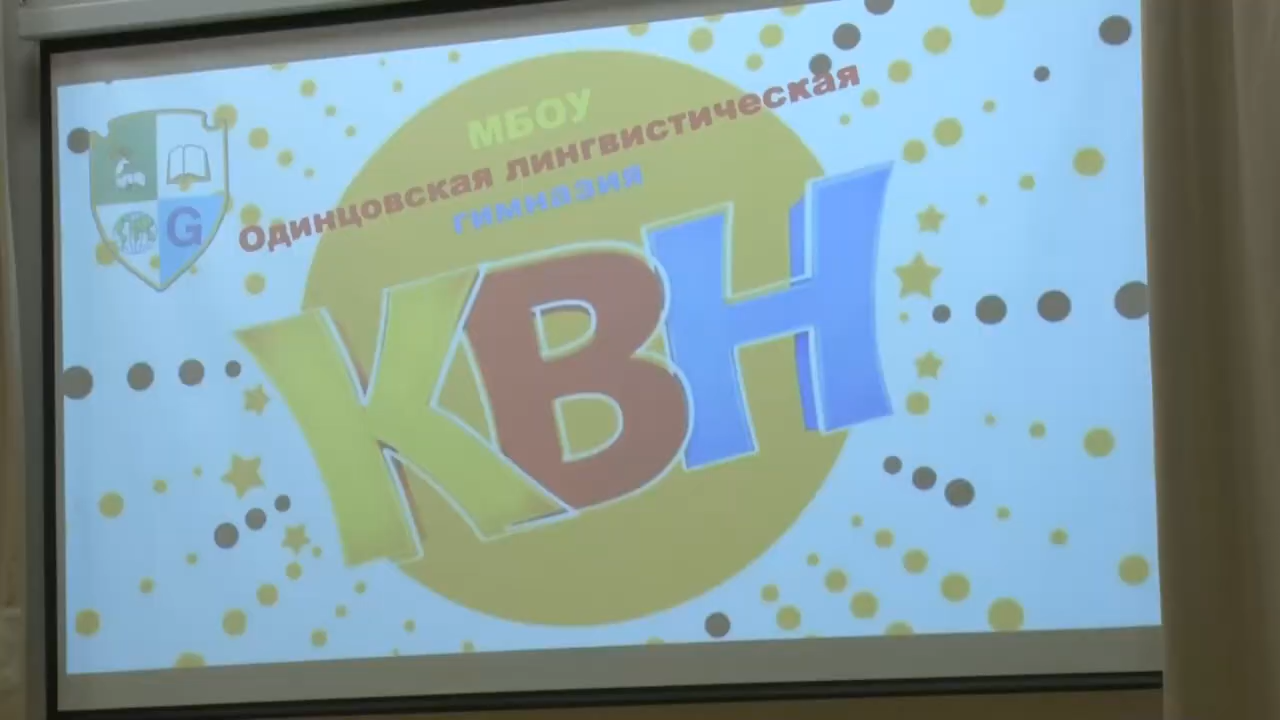 МБОУ
Одинцовская лингвистическая
гимназия
КВН
G